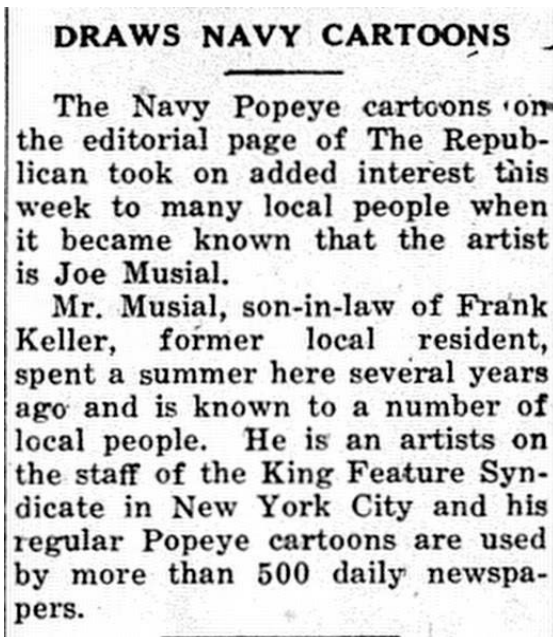 DRAWS NAVY CARTOONS
The Navy Popeye cartoons on
the editorial page of The Repub-
lican took on added interest this
week to many local people when
it became known that the artist
is Joe Musial.
Mr. Musial, son-in-law of Frank
Keller, former local resident,
spent a summer here several years
ago and is known to a number of
local people. He is an artists on
the staff of the King Feature Syn-
dicate in New York City and his
regular Popeye cartoons are used
by more than 500 daily newspa-
pers.